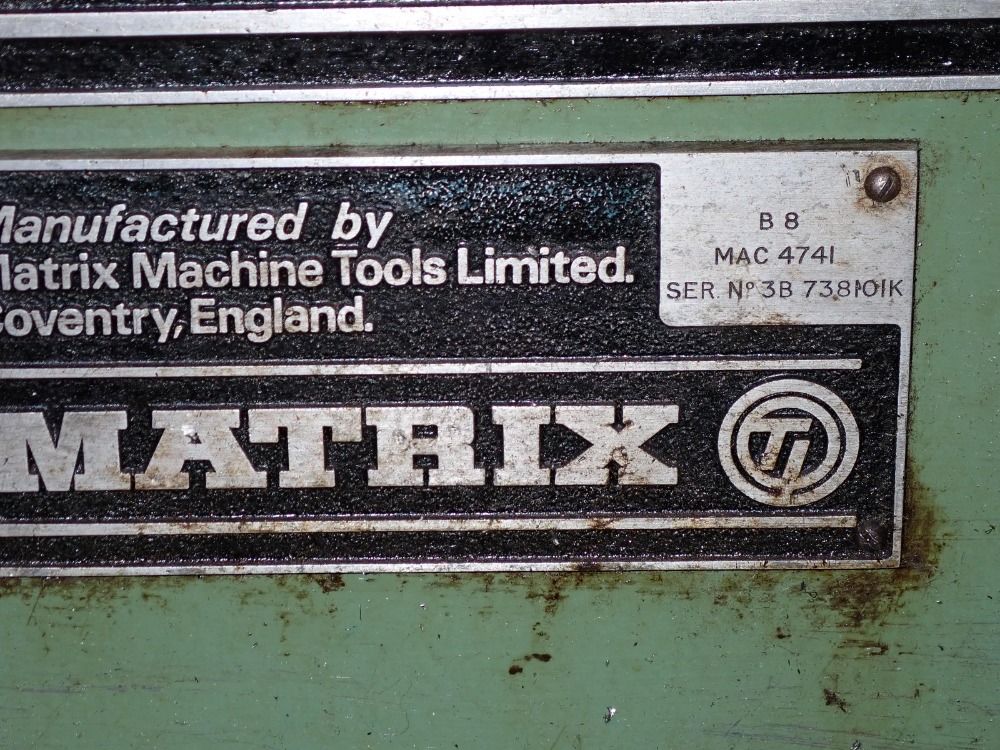 Manufactured by
Matrix Machine Tools Limited.
Coventry, England.
B 8
MAC 4741
SER. Nº 3B 738101K
MATRIX
TI